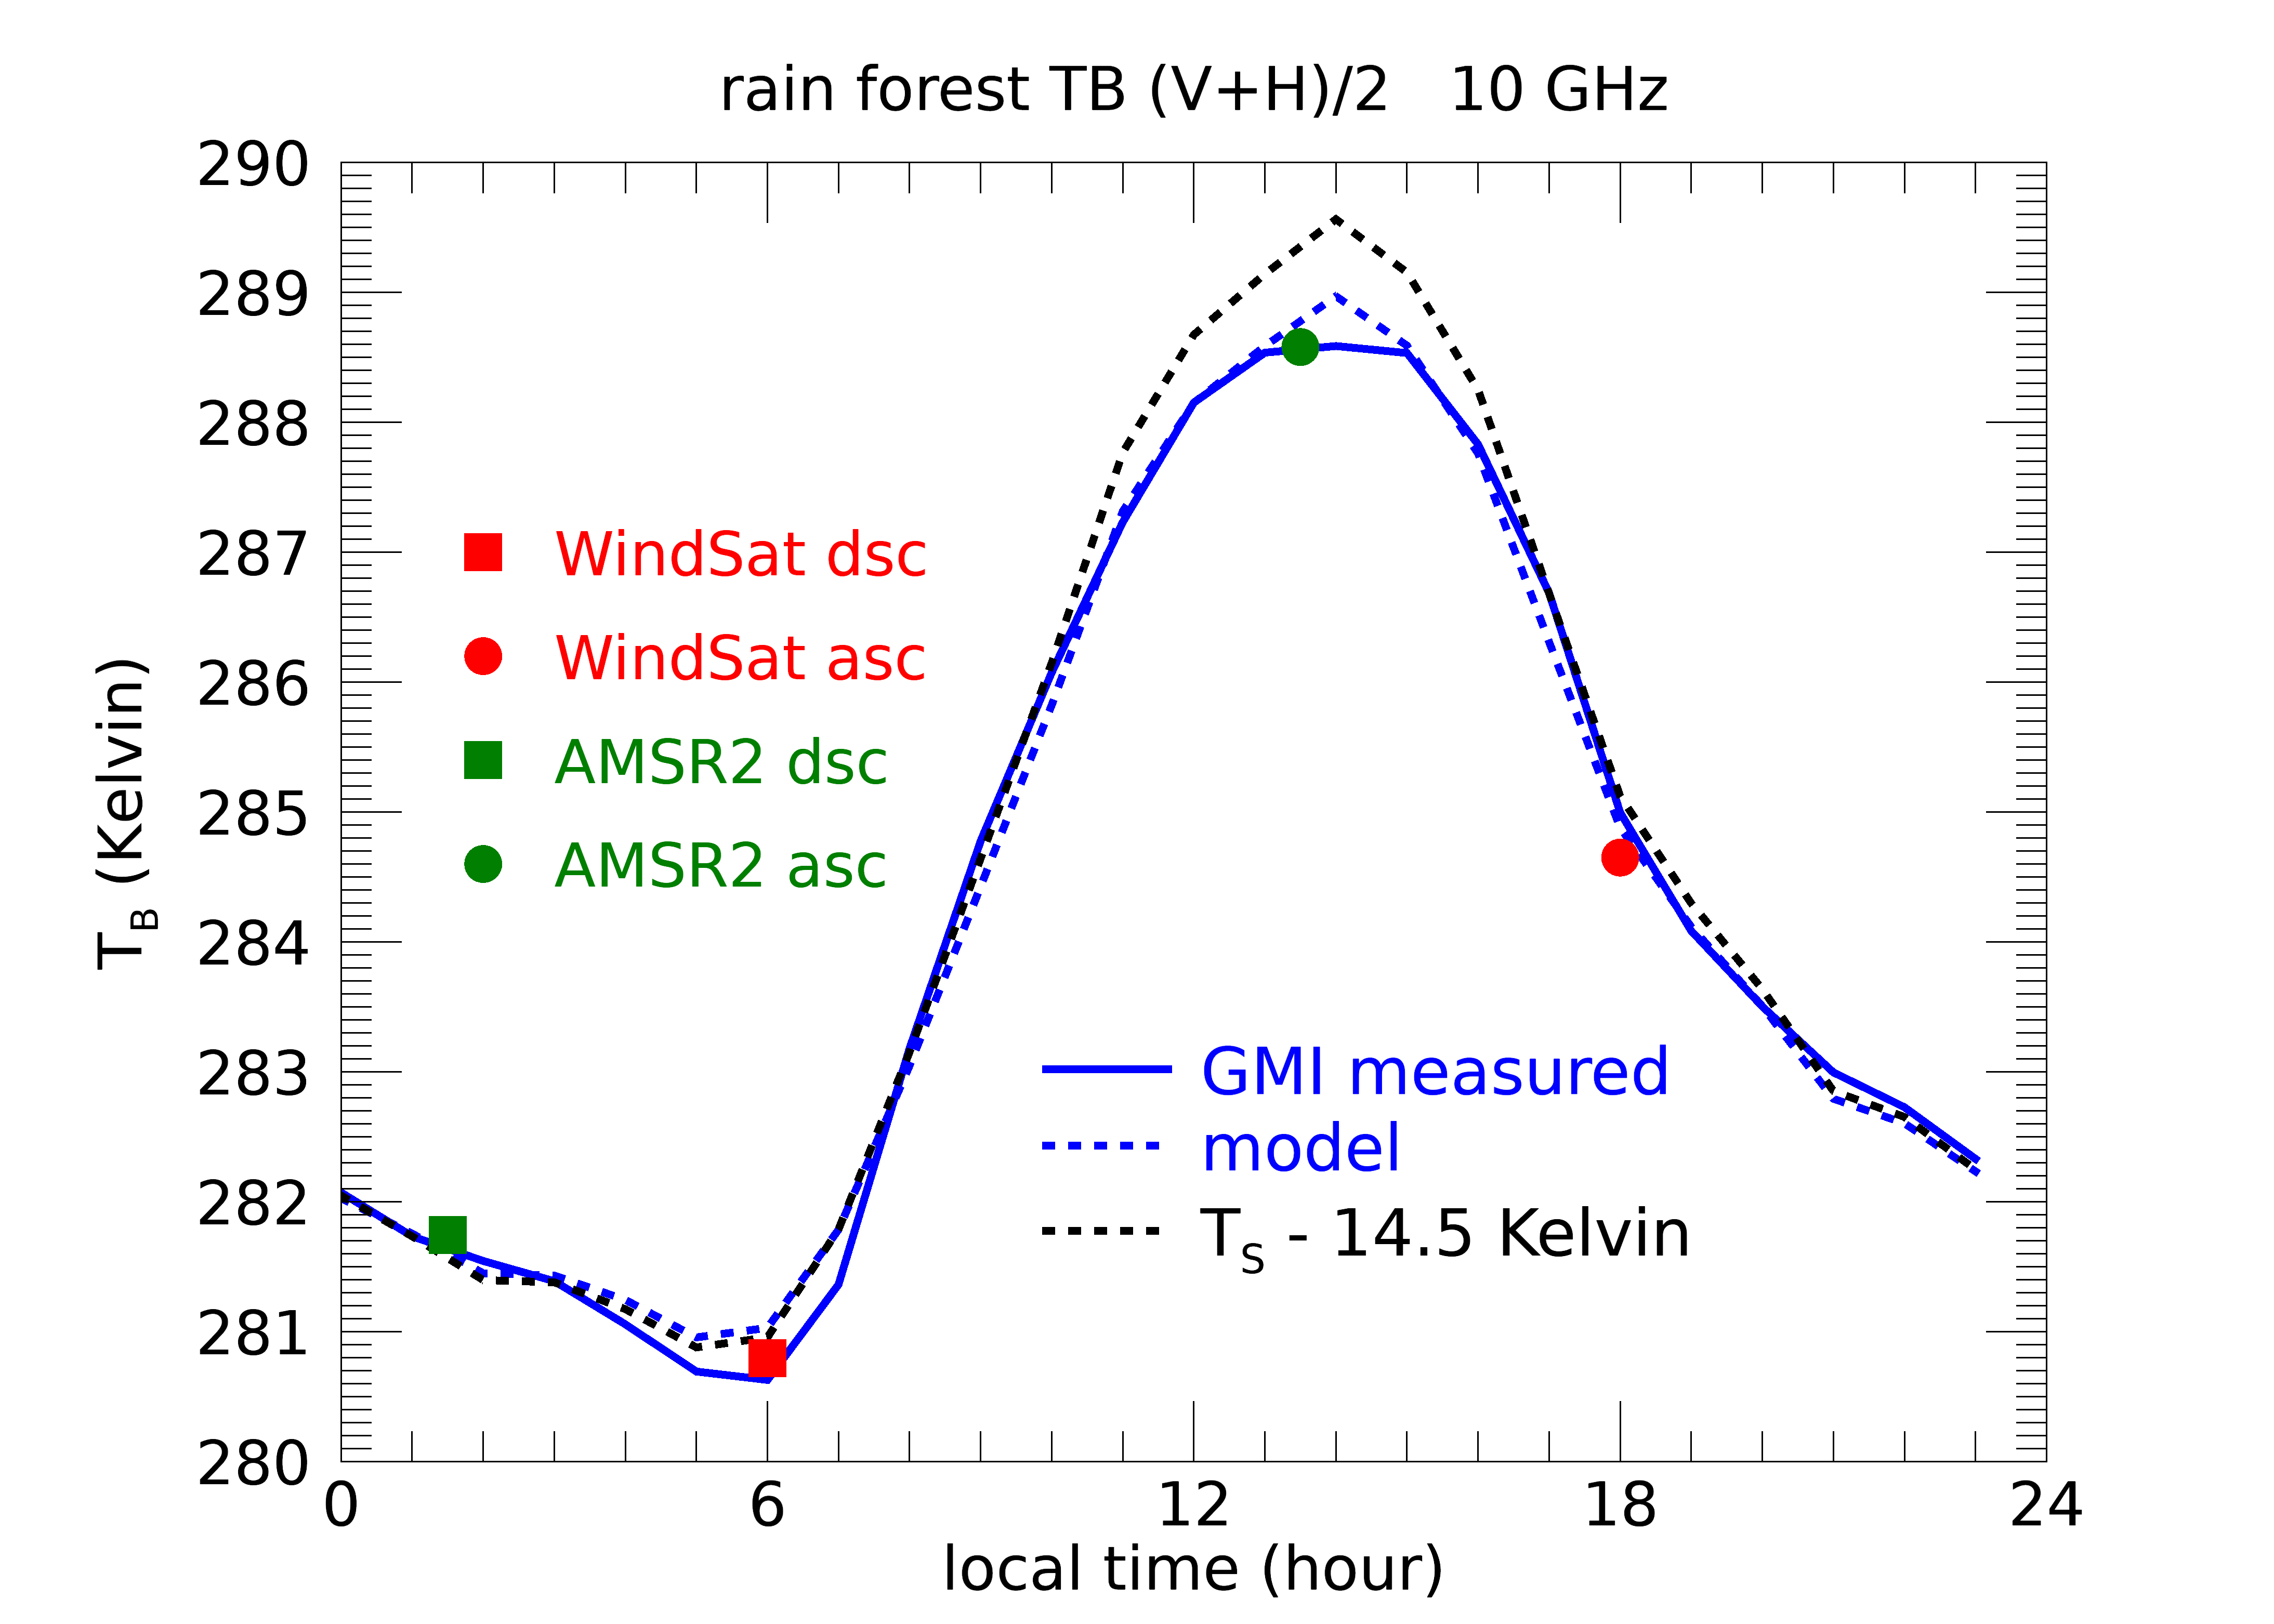 rain forest TB (V+H)/2 10 GHz
290
289
288
287
286
285
284
283
282
281
280
T_B (Kelvin)
WindSat dsc
WindSat asc
AMSR2 dsc
AMSR2 asc
GMI measured
model
T_S - 14.5 Kelvin
0 6 12 18 24
local time (hour)